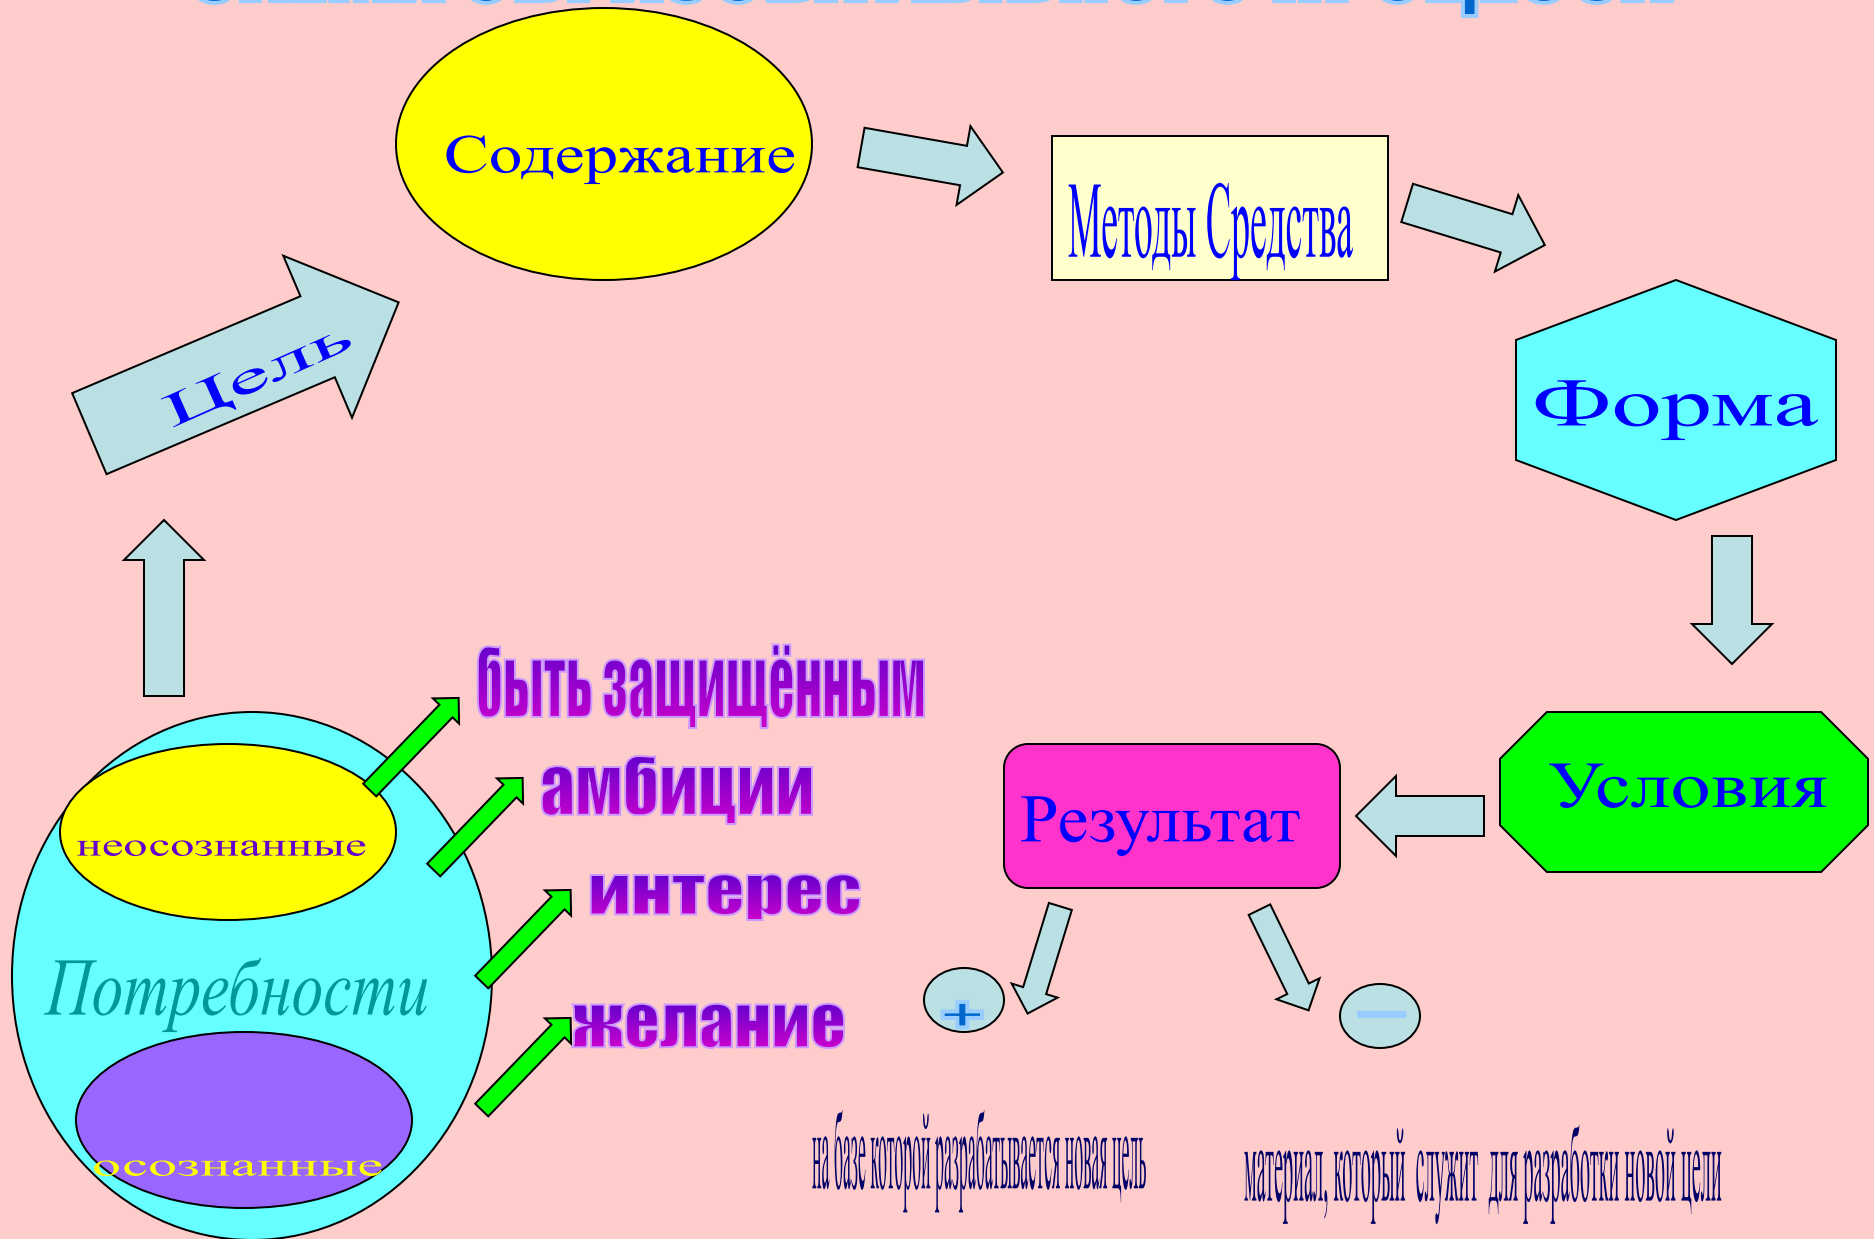 Содержание
Методы Средства
Цель
Форма
быть защищённым
амбиции
Условия
Результат
неосознанные
интерес
Потребности
желание
+
—
осознанные
на базе которой разрабатывается новая цель
материал, который служит для разработки новой цели